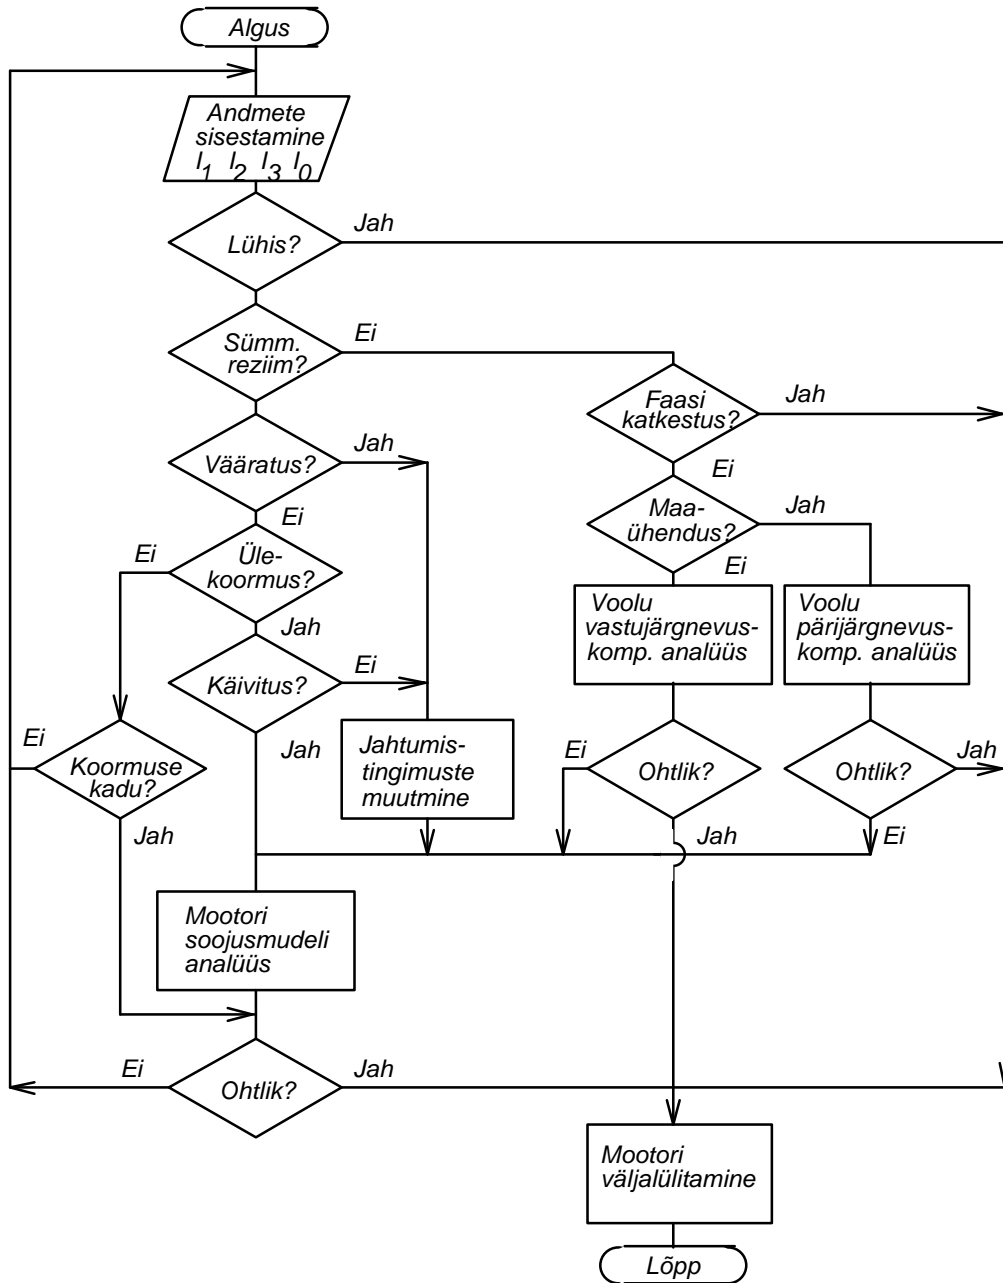 Algus
Andmete
sisestamine
I1 I2 I3 I0
Lühis?
Jah
Sümm.
reziim?
Ei
Faasi
katkestus?
Jah
Vääratus?
Jah
Ei
Ei
Maa-
ühendus?
Jah
Ei
Üle-
koormus?
Ei
Jah
Voolu
vastujärgnevus-
komp. analüüs
Voolu
pärijärgnevus-
komp. analüüs
Käivitus?
Ei
Jah
Ei
Koormuse
kadu?
Jah
Jahtumis-
tingimuste
muutmine
Ei
Ohtlik?
Jah
Ohtlik?
Jah
Ei
Mootori
soojusmudeli
analüüs
Ei
Ohtlik?
Jah
Mootori
väljalülitamine
Lõpp